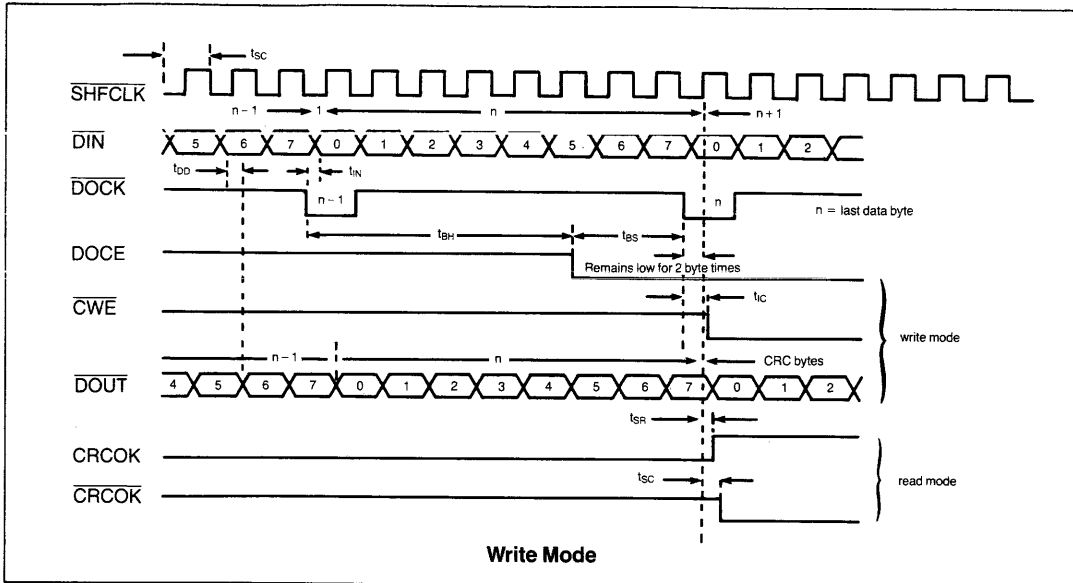 tSC
SHFCLK
n−1 1 n n+1
DIN
5 6 7 0 1 2 3 4 5 6 7 0 1 2
tDD tIN
DOCK
n−1 n
n = last data byte
tBH tBS
DOCE
Remains low for 2 byte times
tIC
CWE
write mode
n−1 n CRC bytes
DOUT
4 5 6 7 0 1 2 3 4 5 6 7 0 1 2
tSR
CRCOK
tSC
read mode
CRCOK
Write Mode